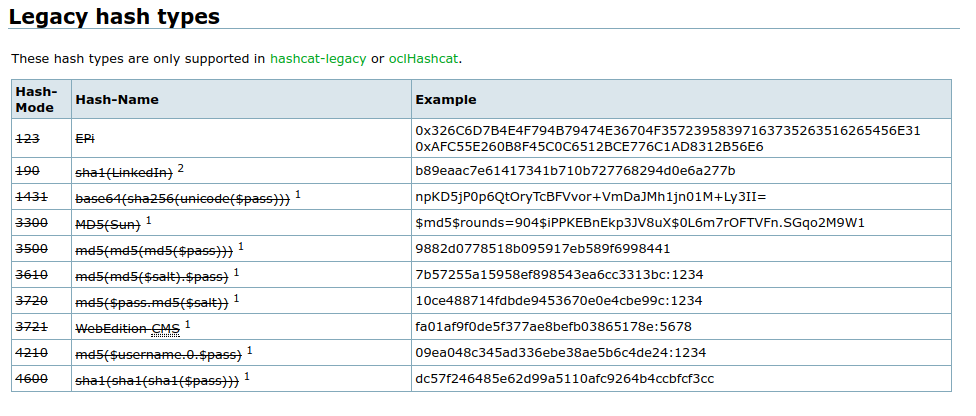 Legacy hash types
These hash types are only supported in hashcat-legacy or oclHashcat.
Hash-Mode Hash-Name Example
123 EPi 0x326C6D7B4E4F794B79474E36704F35723958397163735263516265456E31
0xAFC55E260B8F45C0C6512BCE776C1AD8312B56E6
190 sha1(LinkedIn) 2 b89eaac7e61417341b710b727768294d0e6a277b
1431 base64(sha256(unicode($pass))) 1 npKD5jP0p6QtOryTcBFVvor+VmDaJMh1jn01M+Ly3II=
3300 MD5(Sun) 1 $md5$rounds=904$iPPKEBnEkp3JV8uX$0L6m7rOFTVFn.SGqo2M9W1
3500 md5(md5(md5($pass))) 1 9882d0778518b095917eb589f6998441
3610 md5(md5($salt).$pass) 1 7b57255a15958ef898543ea6cc3313bc:1234
3720 md5($pass.md5($salt)) 1 10ce488714fdbde9453670e0e4cbe99c:1234
3721 WebEdition CMS 1 fa01af9f0de5f377ae8befb03865178e:5678
4210 md5($username.0.$pass) 1 09ea048c345ad336ebe38ae5b6c4de24:1234
4600 sha1(sha1(sha1($pass))) 1 dc57f246485e62d99a5110afc9264b4ccbfcf3cc